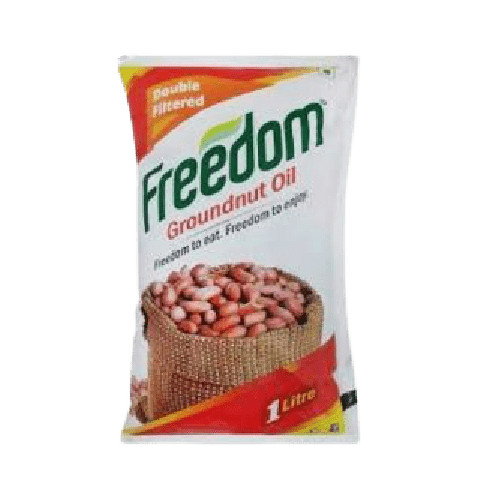 Double
Filtered
Freedom
Groundnut Oil
Freedom to eat. Freedom to enjoy.
1 Litre